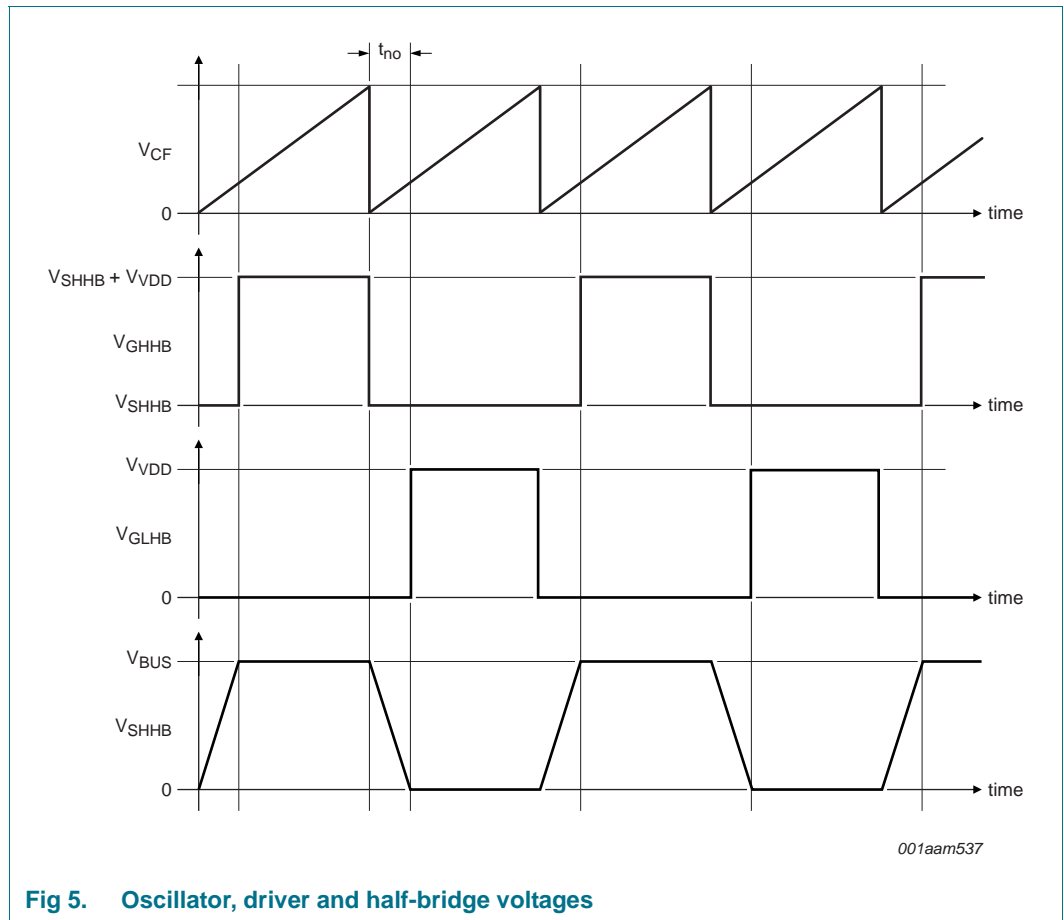 tno
VCF
0
time
VSHHB + VVDD
VGHHB
VSHHB
time
VVDD
VGLHB
0
time
VBUS
VSHHB
0
time
001aam537
Fig 5. Oscillator, driver and half-bridge voltages